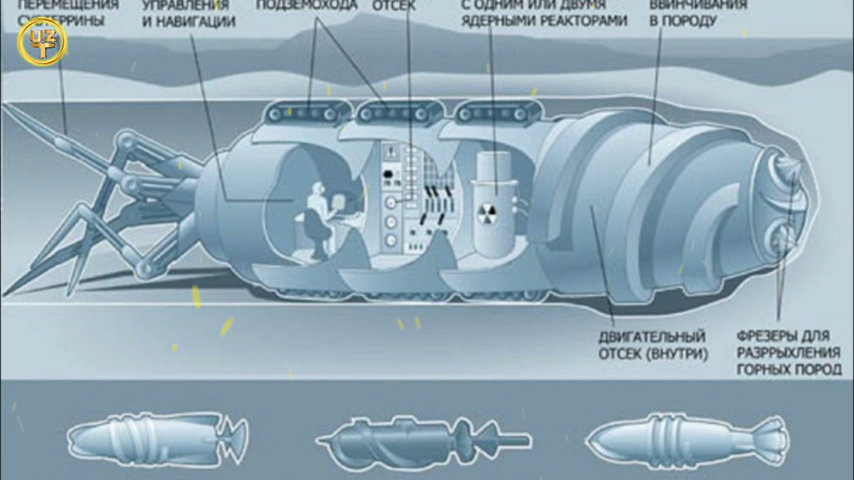 ПЕРЕМЕЩЕНИЯ
СУБТЕРРИНЫ
УПРАВЛЕНИЯ
И НАВИГАЦИИ
ПОДЗЕМОХОДА
ОТСЕК
С ОДНИМ ИЛИ ДВУМЯ
ЯДЕРНЫМИ РЕАКТОРАМИ
ВВИНЧИВАНИЯ
В ПОРОДУ
ДВИГАТЕЛЬНЫЙ
ОТСЕК (ВНУТРИ)
ФРЕЗЕРЫ ДЛЯ
РАЗРРЫХЛЕНИЯ
ГОРНЫХ ПОРОД